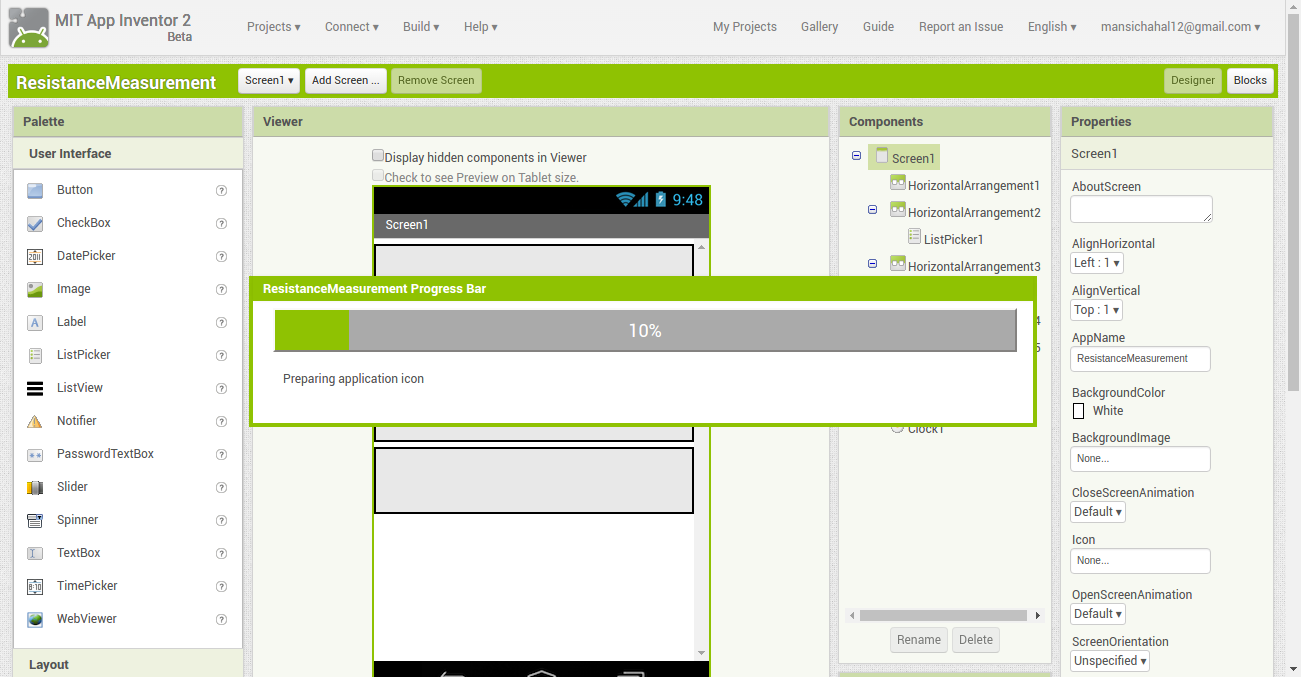 MIT App Inventor 2
Beta
Projects ▾ Connect ▾ Build ▾ Help ▾ My Projects Gallery Guide Report an Issue English ▾ mansichahal12@gmail.com ▾
ResistanceMeasurement Screen1 ▾ Add Screen ... Remove Screen Designer Blocks
Palette
User Interface
Button ?
CheckBox ?
DatePicker ?
Image ?
Label ?
ListPicker ?
ListView ?
Notifier ?
PasswordTextBox ?
Slider ?
Spinner ?
TextBox ?
TimePicker ?
WebViewer ?
Layout
Viewer
Display hidden components in Viewer
Check to see Preview on Tablet size.
9:48
Screen1
ResistanceMeasurement Progress Bar
10%
Preparing application icon
Components
Screen1
HorizontalArrangement1
HorizontalArrangement2
ListPicker1
HorizontalArrangement3
4
5
Clock1
Rename Delete
Properties
Screen1
AboutScreen
AlignHorizontal
Left : 1 ▾
AlignVertical
Top : 1 ▾
AppName
ResistanceMeasurement
BackgroundColor
White
BackgroundImage
None...
CloseScreenAnimation
Default ▾
Icon
None...
OpenScreenAnimation
Default ▾
ScreenOrientation
Unspecified ▾